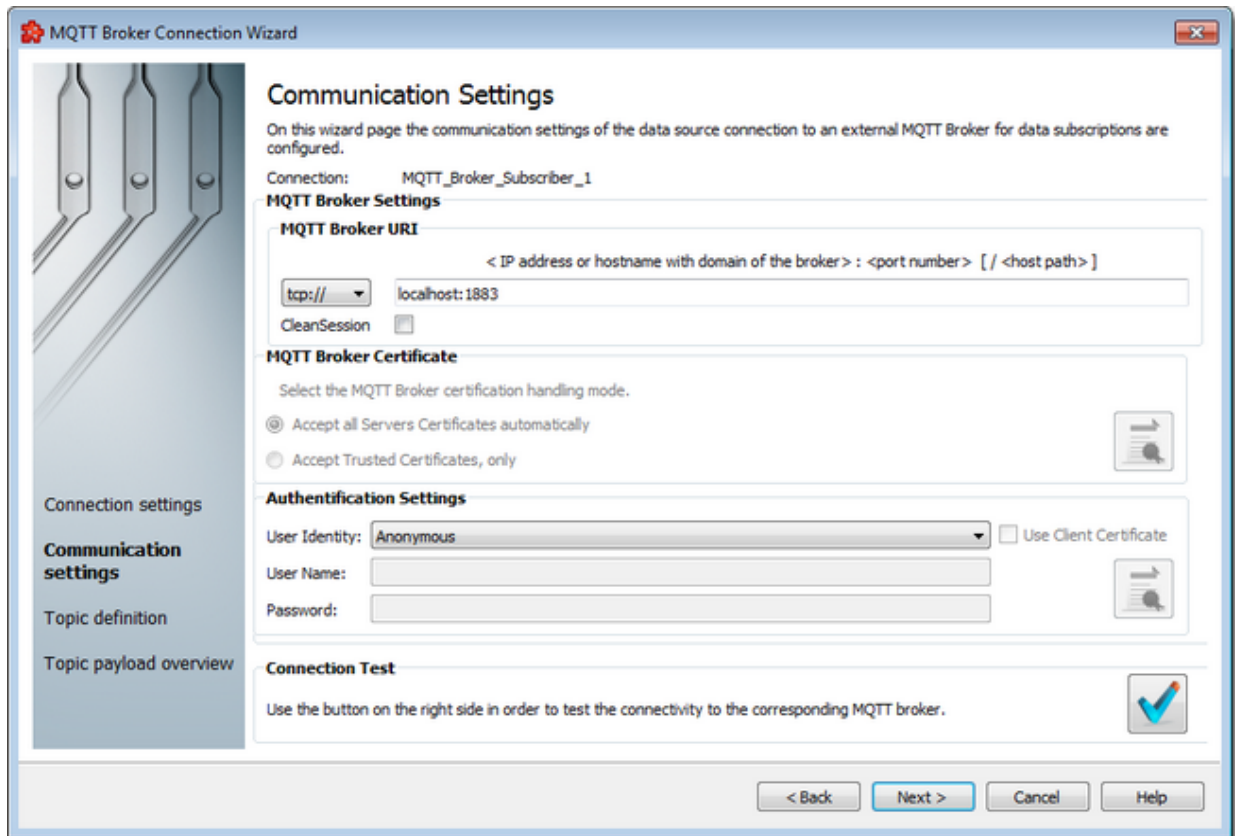 MQTT Broker Connection Wizard
Communication Settings
On this wizard page the communication settings of the data source connection to an external MQTT Broker for data subscriptions are
configured.
Connection: MQTT_Broker_Subscriber_1
MQTT Broker Settings
MQTT Broker URI
< IP address or hostname with domain of the broker> : <port number> [ / <host path> ]
tcp:// localhost:1883
CleanSession
MQTT Broker Certificate
Select the MQTT Broker certification handling mode.
Accept all Servers Certificates automatically
Accept Trusted Certificates, only
Authentification Settings
User Identity: Anonymous Use Client Certificate
User Name:
Password:
Connection Test
Use the button on the right side in order to test the connectivity to the corresponding MQTT broker.
Connection settings
Communication
settings
Topic definition
Topic payload overview
< Back Next > Cancel Help